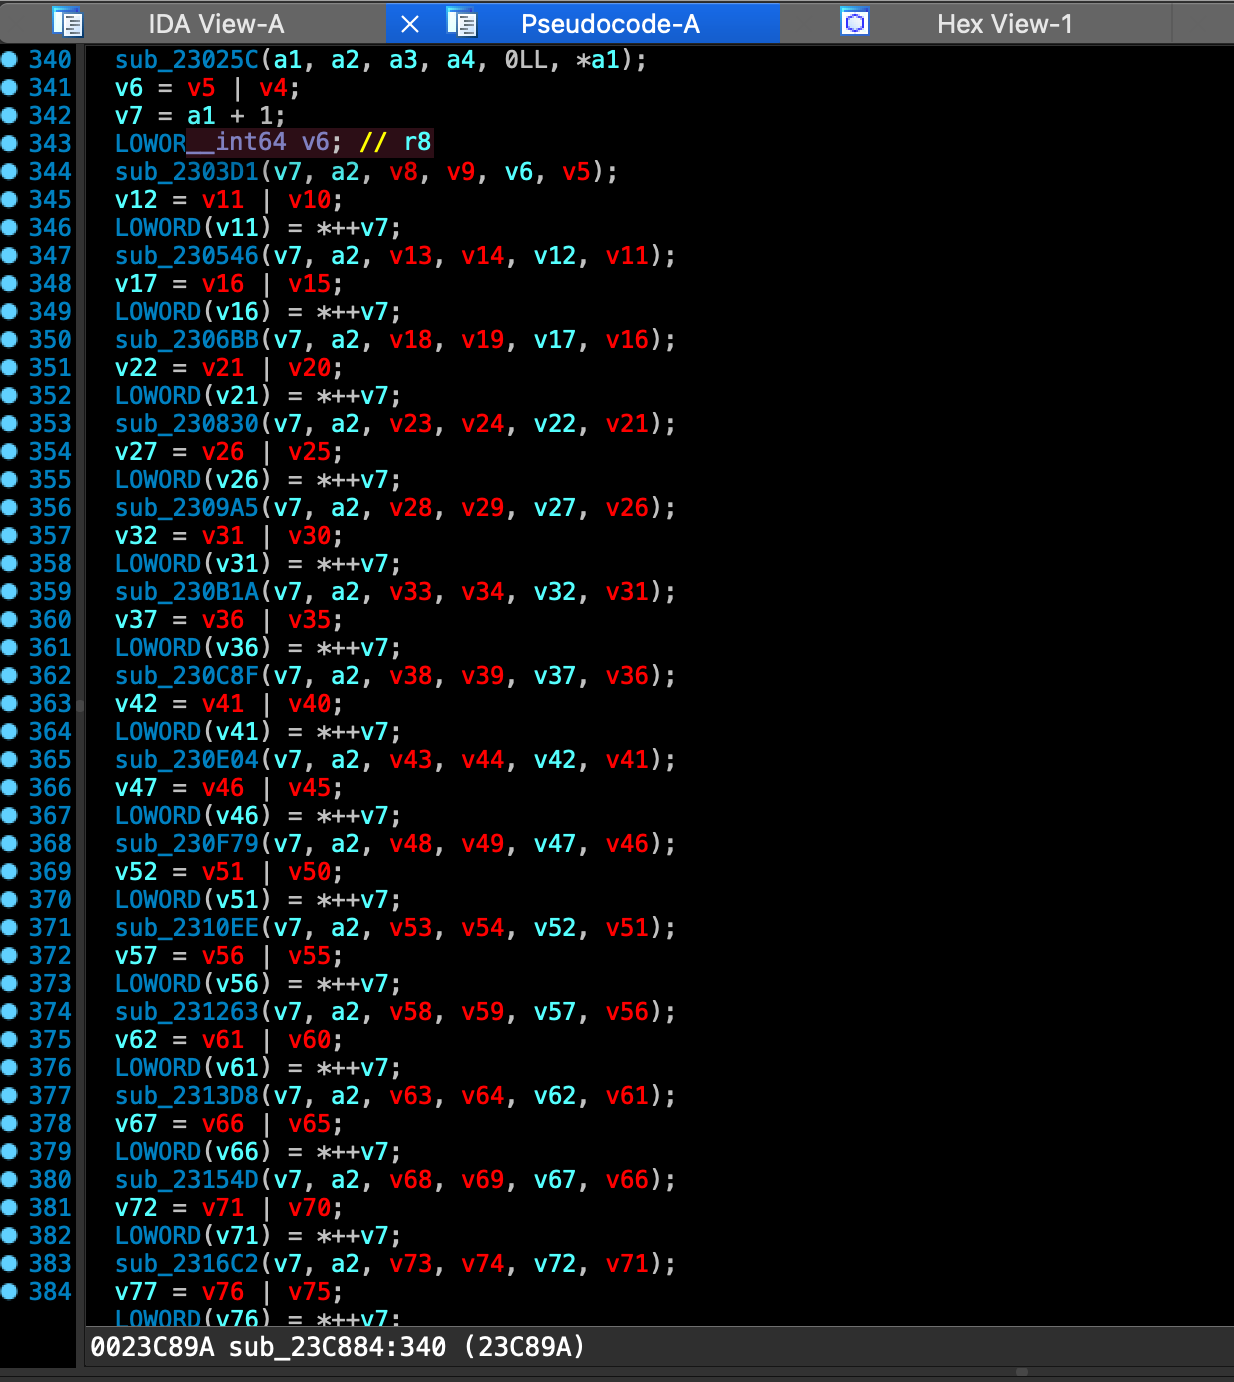 IDA View-A
Pseudocode-A
Hex View-1
340 sub_23025C(a1, a2, a3, a4, 0LL, *a1);
341 v6 = v5 | v4;
342 v7 = a1 + 1;
343 LOWOR__int64 v6; // r8
344 sub_2303D1(v7, a2, v8, v9, v6, v5);
345 v12 = v11 | v10;
346 LOWORD(v11) = *++v7;
347 sub_230546(v7, a2, v13, v14, v12, v11);
348 v17 = v16 | v15;
349 LOWORD(v16) = *++v7;
350 sub_2306BB(v7, a2, v18, v19, v17, v16);
351 v22 = v21 | v20;
352 LOWORD(v21) = *++v7;
353 sub_230830(v7, a2, v23, v24, v22, v21);
354 v27 = v26 | v25;
355 LOWORD(v26) = *++v7;
356 sub_2309A5(v7, a2, v28, v29, v27, v26);
357 v32 = v31 | v30;
358 LOWORD(v31) = *++v7;
359 sub_230B1A(v7, a2, v33, v34, v32, v31);
360 v37 = v36 | v35;
361 LOWORD(v36) = *++v7;
362 sub_230C8F(v7, a2, v38, v39, v37, v36);
363 v42 = v41 | v40;
364 LOWORD(v41) = *++v7;
365 sub_230E04(v7, a2, v43, v44, v42, v41);
366 v47 = v46 | v45;
367 LOWORD(v46) = *++v7;
368 sub_230F79(v7, a2, v48, v49, v47, v46);
369 v52 = v51 | v50;
370 LOWORD(v51) = *++v7;
371 sub_2310EE(v7, a2, v53, v54, v52, v51);
372 v57 = v56 | v55;
373 LOWORD(v56) = *++v7;
374 sub_231263(v7, a2, v58, v59, v57, v56);
375 v62 = v61 | v60;
376 LOWORD(v61) = *++v7;
377 sub_2313D8(v7, a2, v63, v64, v62, v61);
378 v67 = v66 | v65;
379 LOWORD(v66) = *++v7;
380 sub_23154D(v7, a2, v68, v69, v67, v66);
381 v72 = v71 | v70;
382 LOWORD(v71) = *++v7;
383 sub_2316C2(v7, a2, v73, v74, v72, v71);
384 v77 = v76 | v75;
LOWORD(v76) = *++v7;
0023C89A sub_23C884:340 (23C89A)